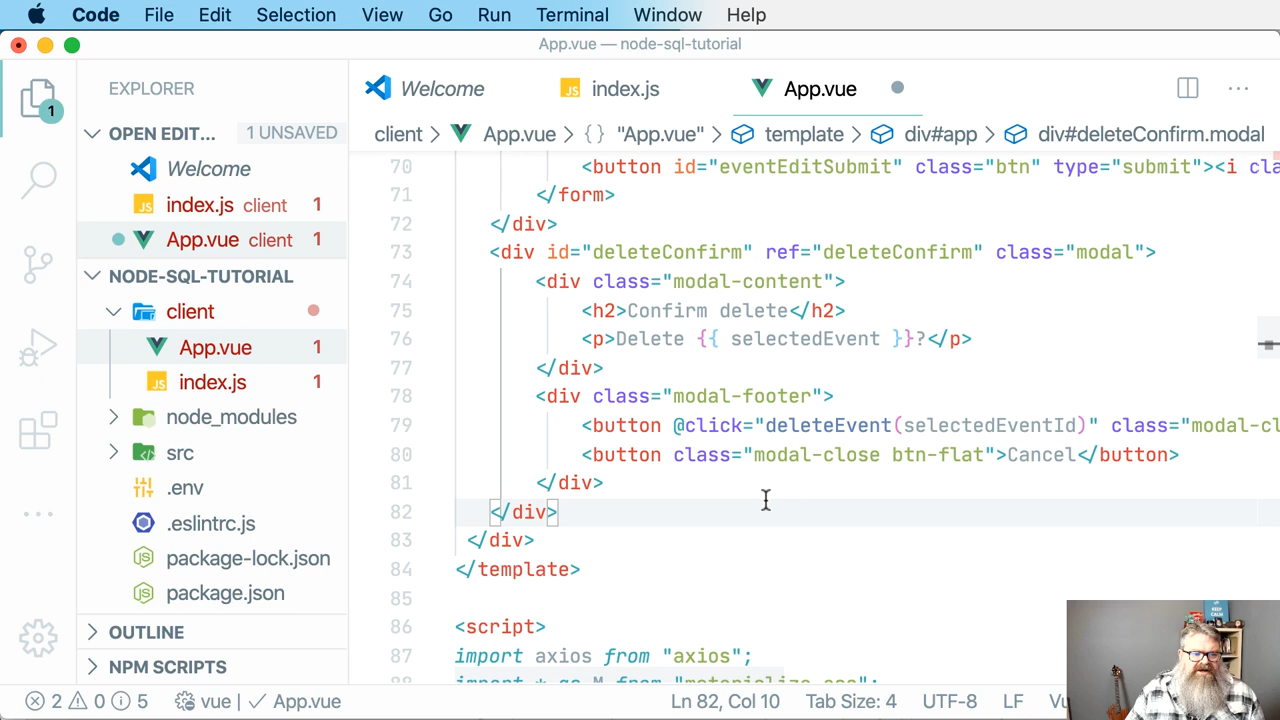 Code File Edit Selection View Go Run Terminal Window Help
App.vue — node-sql-tutorial
EXPLORER
OPEN EDIT... 1 UNSAVED
Welcome
index.js client 1
App.vue client 1
NODE-SQL-TUTORIAL
client
App.vue 1
index.js 1
node_modules
src
.env
.eslintrc.js
package-lock.json
package.json
OUTLINE
NPM SCRIPTS
1
Welcome index.js App.vue
client > App.vue > {} "App.vue" > template > div#app > div#deleteConfirm.modal
70 <button id="eventEditSubmit" class="btn" type="submit"><i cla
71 </form>
72 </div>
73 <div id="deleteConfirm" ref="deleteConfirm" class="modal">
74 <div class="modal-content">
75 <h2>Confirm delete</h2>
76 <p>Delete {{ selectedEvent }}?</p>
77 </div>
78 <div class="modal-footer">
79 <button @click="deleteEvent(selectedEventId)" class="modal-cl
80 <button class="modal-close btn-flat">Cancel</button>
81 </div>
82 </div>
83 </div>
84 </template>
85
86 <script>
87 import axios from "axios";
2 0 5 vue | App.vue Ln 82, Col 10 Tab Size: 4 UTF-8 LF Vu